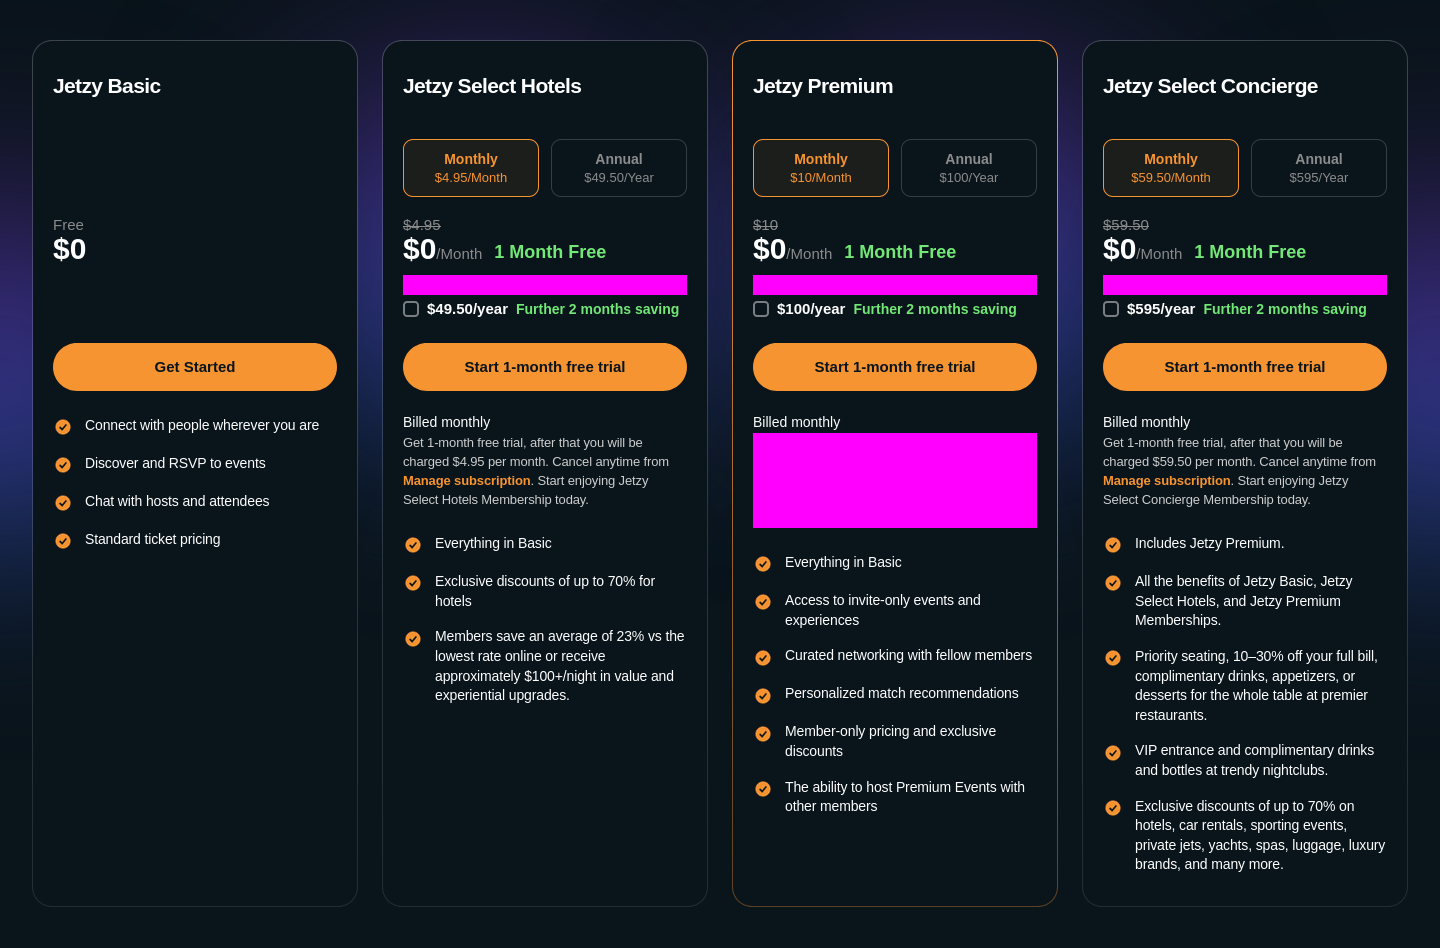 Jetzy Basic
Free
$0
Get Started
Connect with people wherever you are
Discover and RSVP to events
Chat with hosts and attendees
Standard ticket pricing
Jetzy Select Hotels
Monthly
$4.95/Month
Annual
$49.50/Year
$4.95
$0/Month 1 Month Free
$49.50/year Further 2 months saving
Start 1-month free trial
Billed monthly
Get 1-month free trial, after that you will be
charged $4.95 per month. Cancel anytime from
Manage subscription. Start enjoying Jetzy
Select Hotels Membership today.
Everything in Basic
Exclusive discounts of up to 70% for
hotels
Members save an average of 23% vs the
lowest rate online or receive
approximately $100+/night in value and
experiential upgrades.
Jetzy Premium
Monthly
$10/Month
Annual
$100/Year
$10
$0/Month 1 Month Free
$100/year Further 2 months saving
Start 1-month free trial
Billed monthly
Everything in Basic
Access to invite-only events and
experiences
Curated networking with fellow members
Personalized match recommendations
Member-only pricing and exclusive
discounts
The ability to host Premium Events with
other members
Jetzy Select Concierge
Monthly
$59.50/Month
Annual
$595/Year
$59.50
$0/Month 1 Month Free
$595/year Further 2 months saving
Start 1-month free trial
Billed monthly
Get 1-month free trial, after that you will be
charged $59.50 per month. Cancel anytime from
Manage subscription. Start enjoying Jetzy
Select Concierge Membership today.
Includes Jetzy Premium.
All the benefits of Jetzy Basic, Jetzy
Select Hotels, and Jetzy Premium
Memberships.
Priority seating, 10–30% off your full bill,
complimentary drinks, appetizers, or
desserts for the whole table at premier
restaurants.
VIP entrance and complimentary drinks
and bottles at trendy nightclubs.
Exclusive discounts of up to 70% on
hotels, car rentals, sporting events,
private jets, yachts, spas, luggage, luxury
brands, and many more.